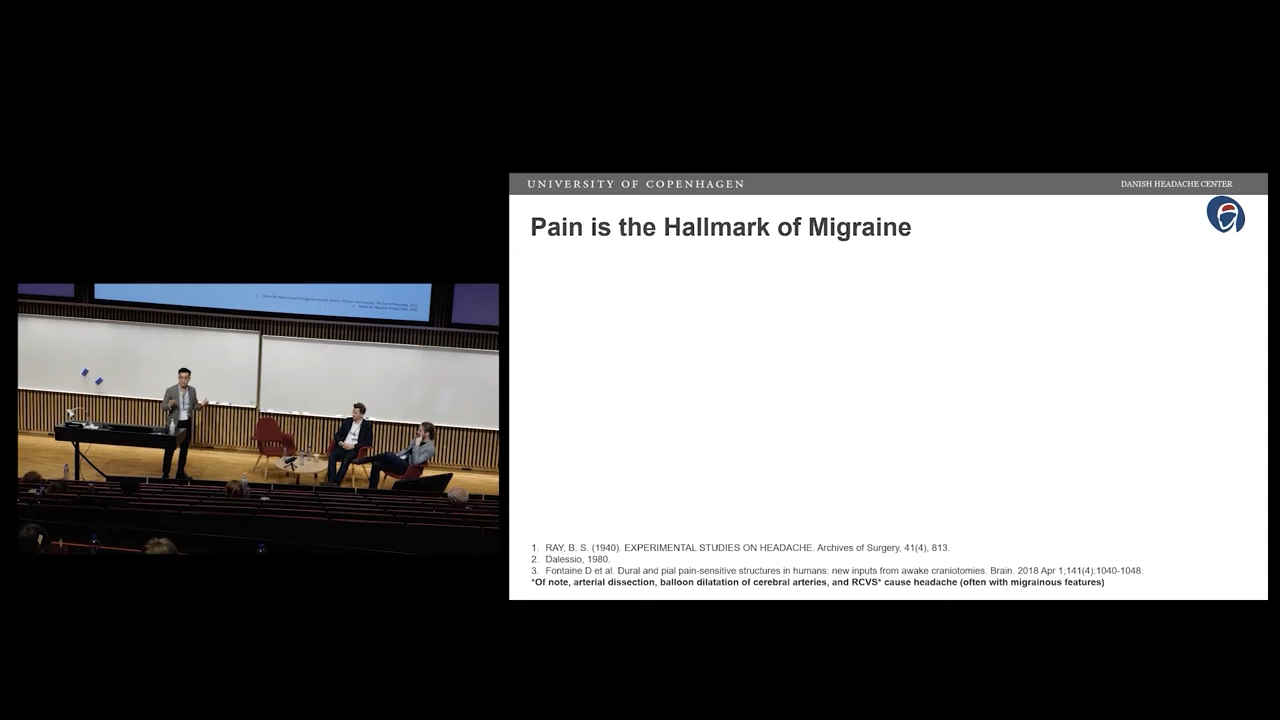 UNIVERSITY OF COPENHAGEN
DANISH HEADACHE CENTER
Pain is the Hallmark of Migraine
1. RAY, B. S. (1940). EXPERIMENTAL STUDIES ON HEADACHE. Archives of Surgery, 41(4), 813.
2. Dalessio, 1980.
3. Fontaine D et al. Dural and pial pain-sensitive structures in humans: new inputs from awake craniotomies. Brain. 2018 Apr 1;141(4):1040-1048.
*Of note, arterial dissection, balloon dilatation of cerebral arteries, and RCVS* cause headache (often with migrainous features)